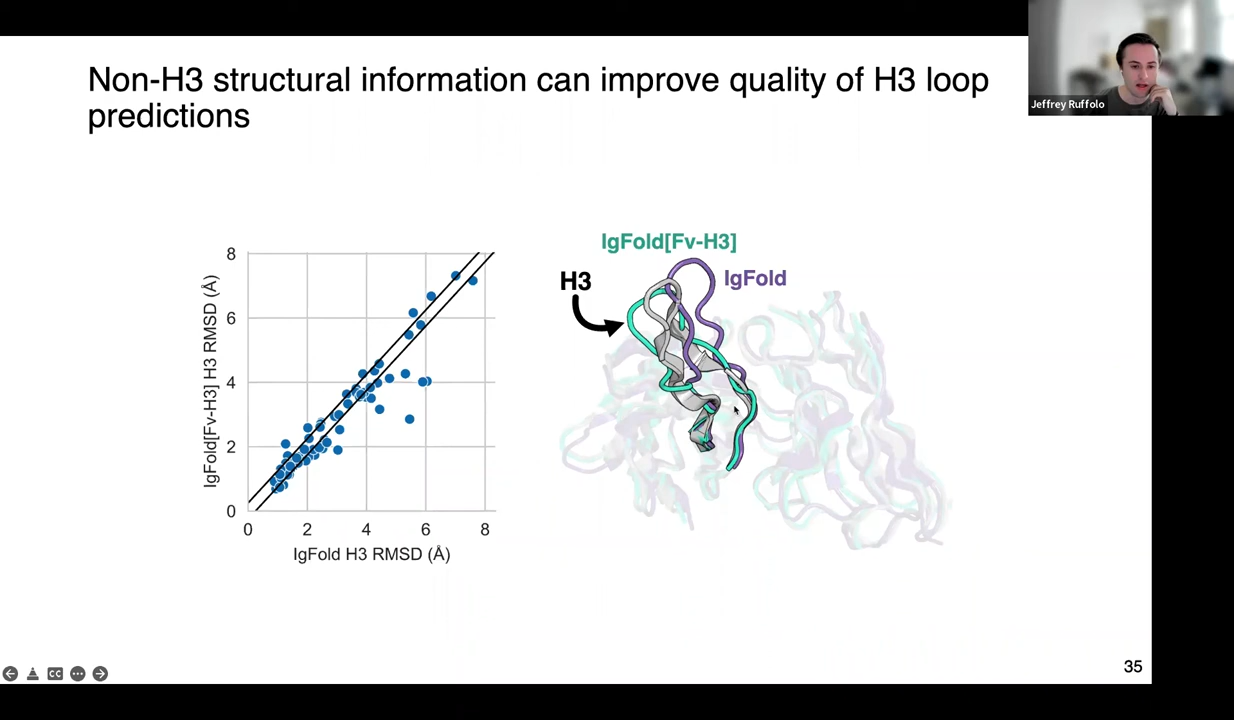 Non-H3 structural information can improve quality of H3 loop
predictions
Jeffrey Ruffolo
IgFold[Fv-H3]
H3
IgFold
8
6
4
2
0
IgFold[Fv-H3] H3 RMSD (Å)
0 2 4 6 8
IgFold H3 RMSD (Å)
CC
35